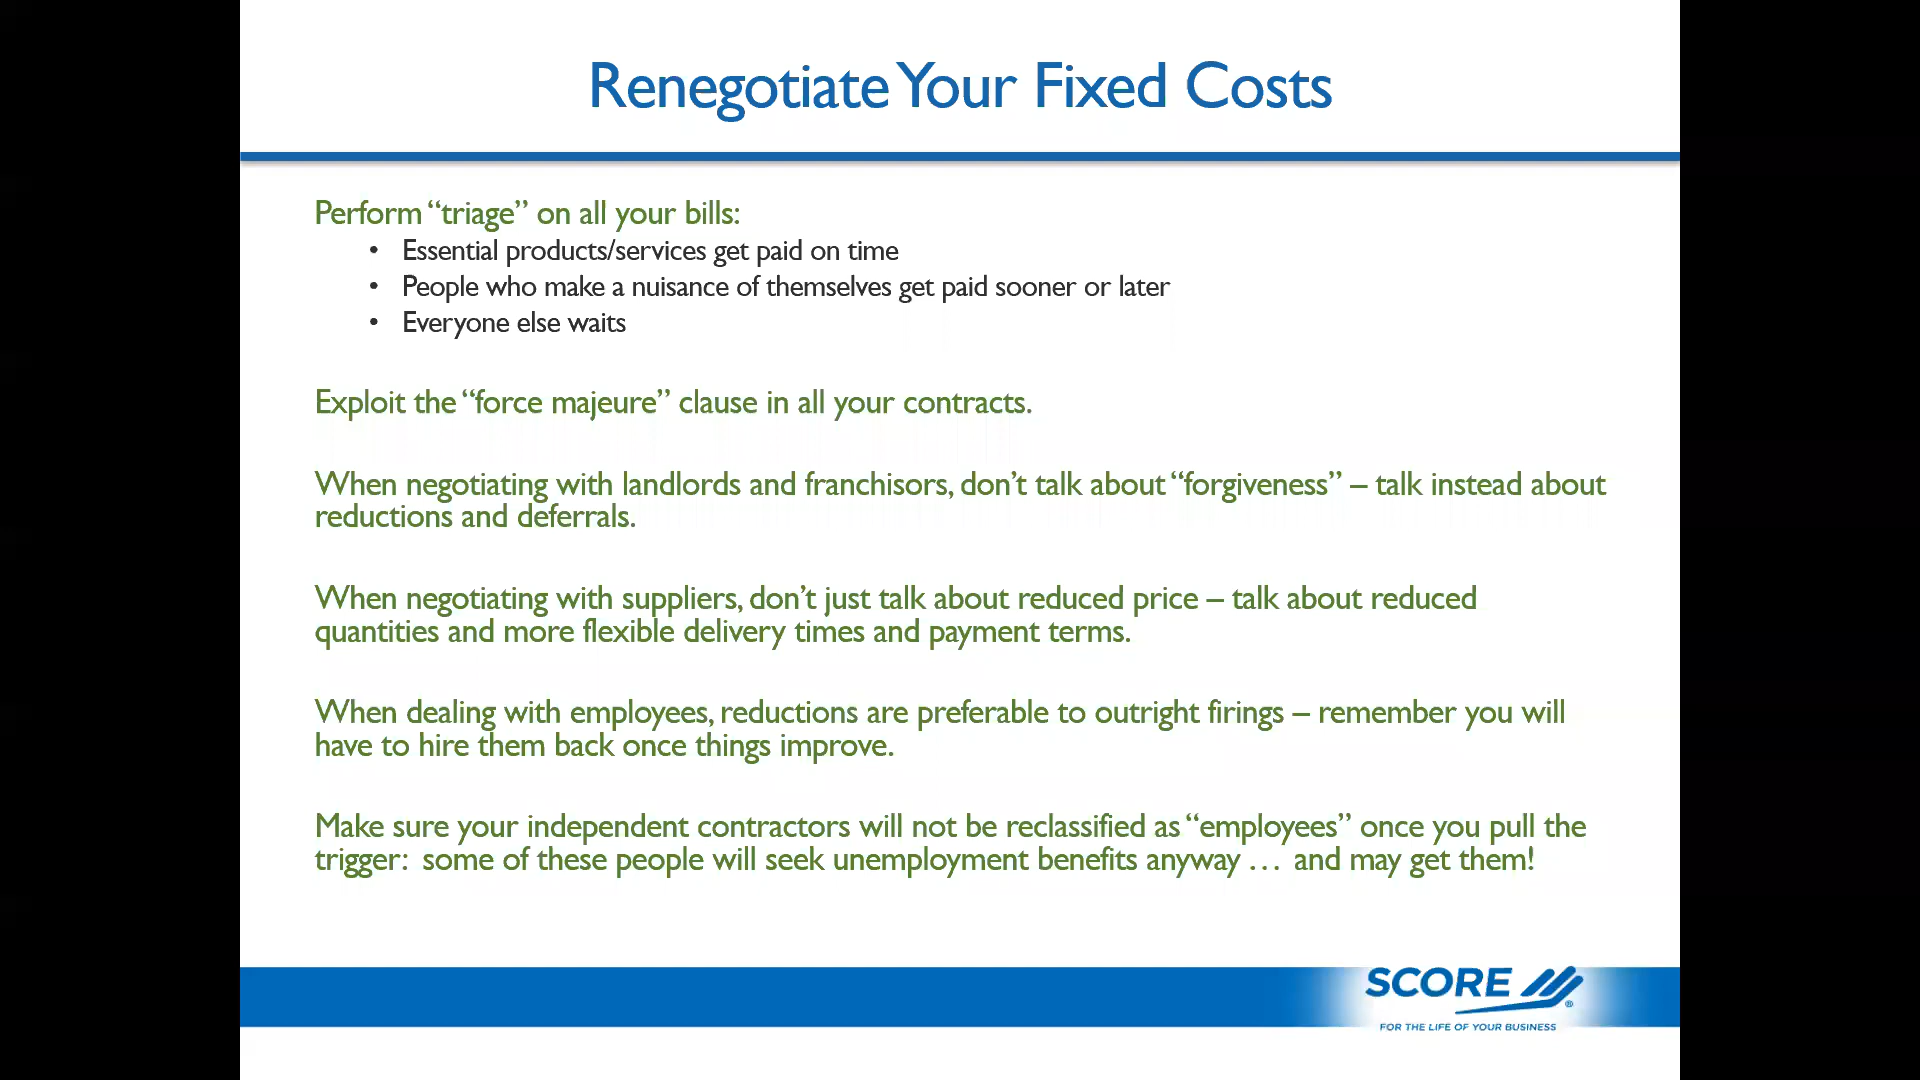 Renegotiate Your Fixed Costs
Perform “triage” on all your bills:
• Essential products/services get paid on time
• People who make a nuisance of themselves get paid sooner or later
• Everyone else waits
Exploit the “force majeure” clause in all your contracts.
When negotiating with landlords and franchisors, don’t talk about “forgiveness” – talk instead about
reductions and deferrals.
When negotiating with suppliers, don’t just talk about reduced price – talk about reduced
quantities and more flexible delivery times and payment terms.
When dealing with employees, reductions are preferable to outright firings – remember you will
have to hire them back once things improve.
Make sure your independent contractors will not be reclassified as “employees” once you pull the
trigger:  some of these people will seek unemployment benefits anyway … and may get them!
SCORE ®
FOR THE LIFE OF YOUR BUSINESS